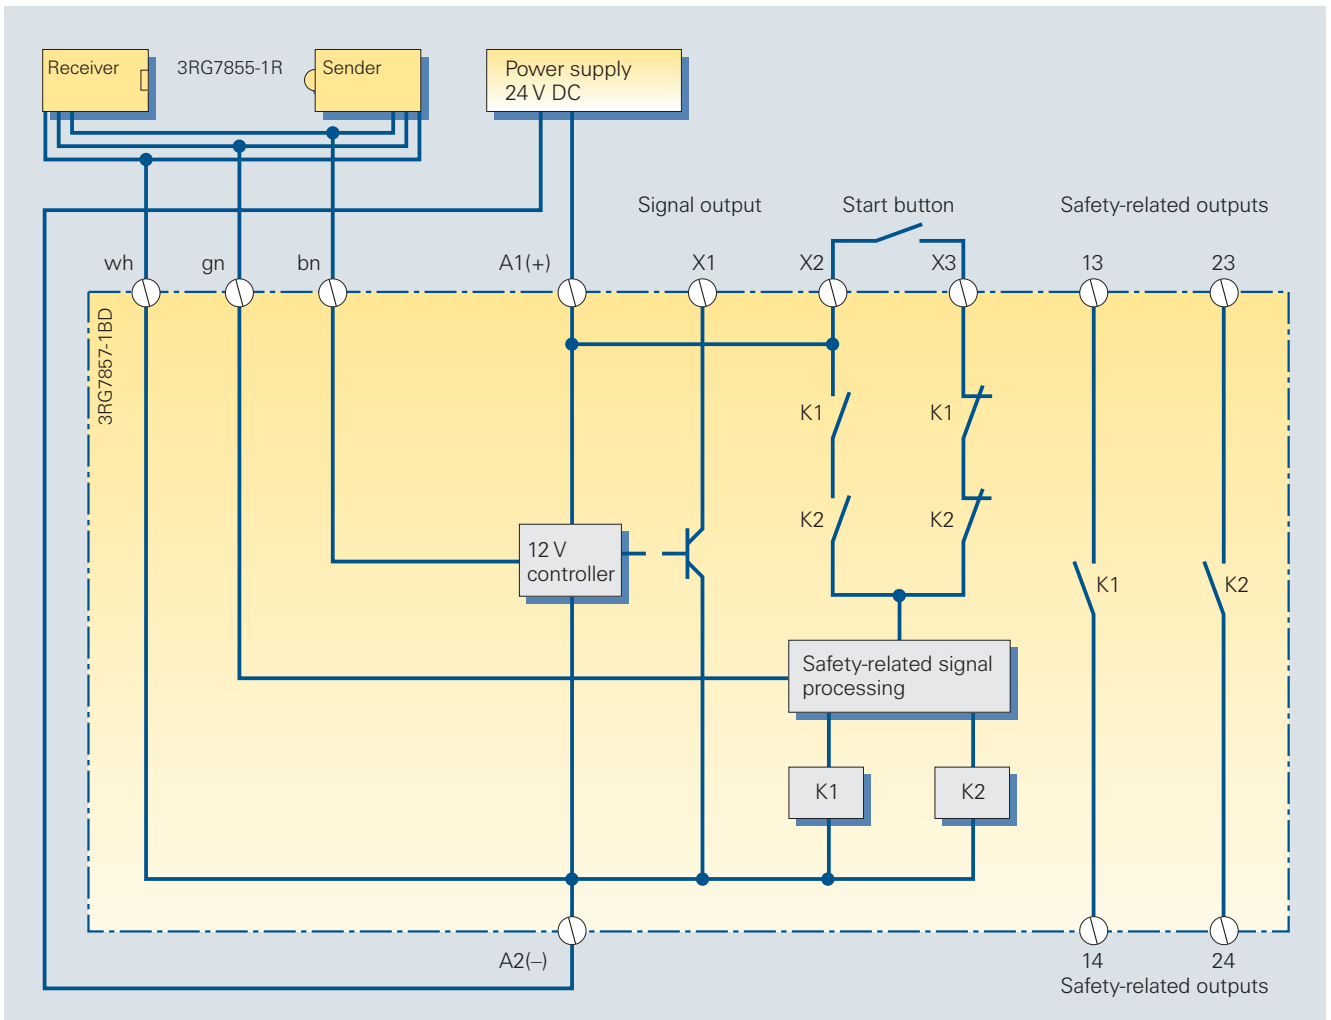 Receiver
3RG7855-1R
Sender
Power supply
24 V DC
Signal output
Start button
Safety-related outputs
wh
gn
bn
A1(+)
X1
X2
X3
13
23
3RG7857-1BD
K1
K1
K2
K2
12 V
controller
K1
K2
Safety-related signal
processing
K1
K2
A2(–)
14
24
Safety-related outputs